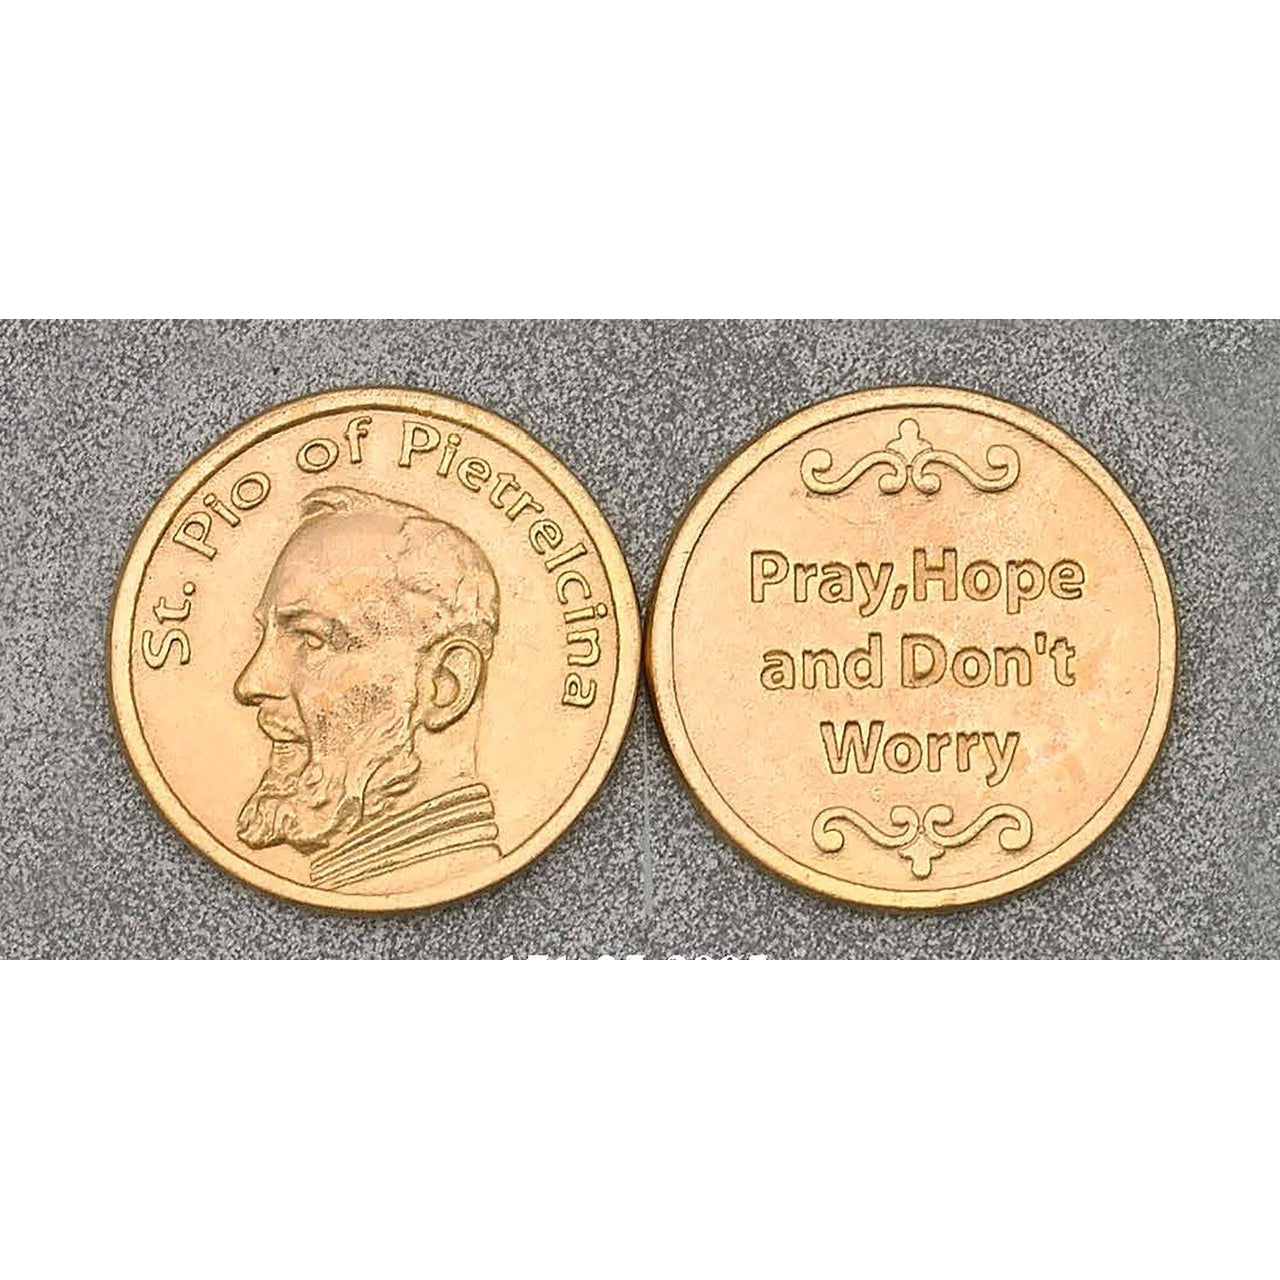 St. Pio of Pietrelcina
Pray, Hope
and Don't
Worry